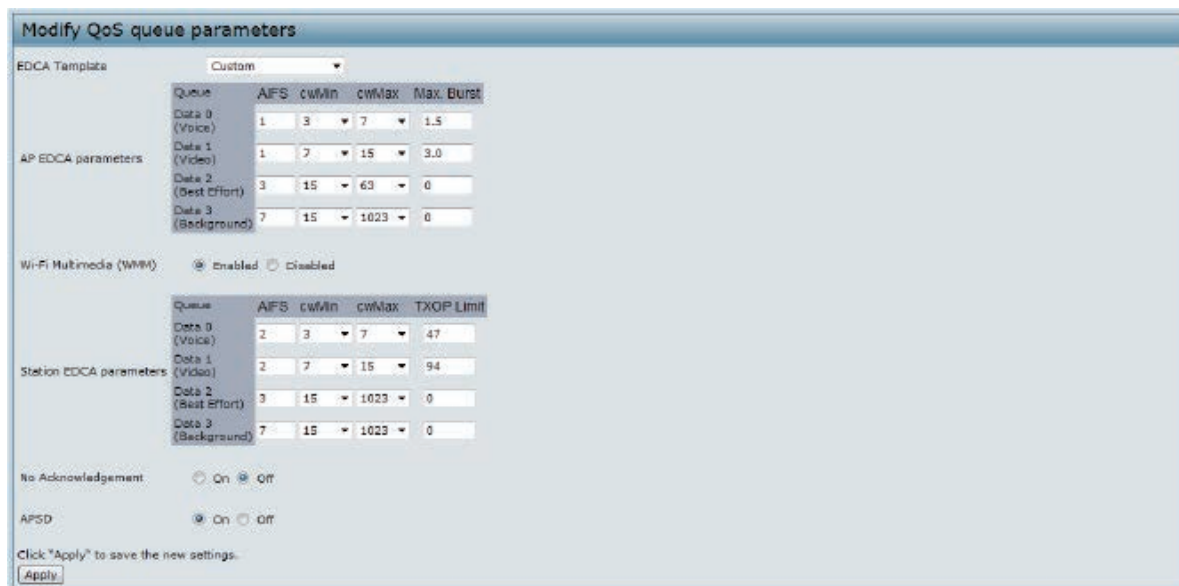 Modify QoS queue parameters
EDCA Template Custom
Queue AIFS cwMin cwMax Max. Burst
Data 0 (Voice) 1 3 7 1.5
Data 1 (Video) 1 7 15 3.0
AP EDCA parameters
Data 2 (Best Effort) 3 15 63 0
Data 3 (Background) 7 15 1023 0
Wi-Fi Multimedia (WMM) Enabled Disabled
Queue AIFS cwMin cwMax TXOP Limit
Data 0 (Voice) 2 3 7 47
Data 1 (Video) 2 7 15 94
Station EDCA parameters
Data 2 (Best Effort) 3 15 1023 0
Data 3 (Background) 7 15 1023 0
No Acknowledgement On Off
APSD On Off
Click "Apply" to save the new settings.
Apply